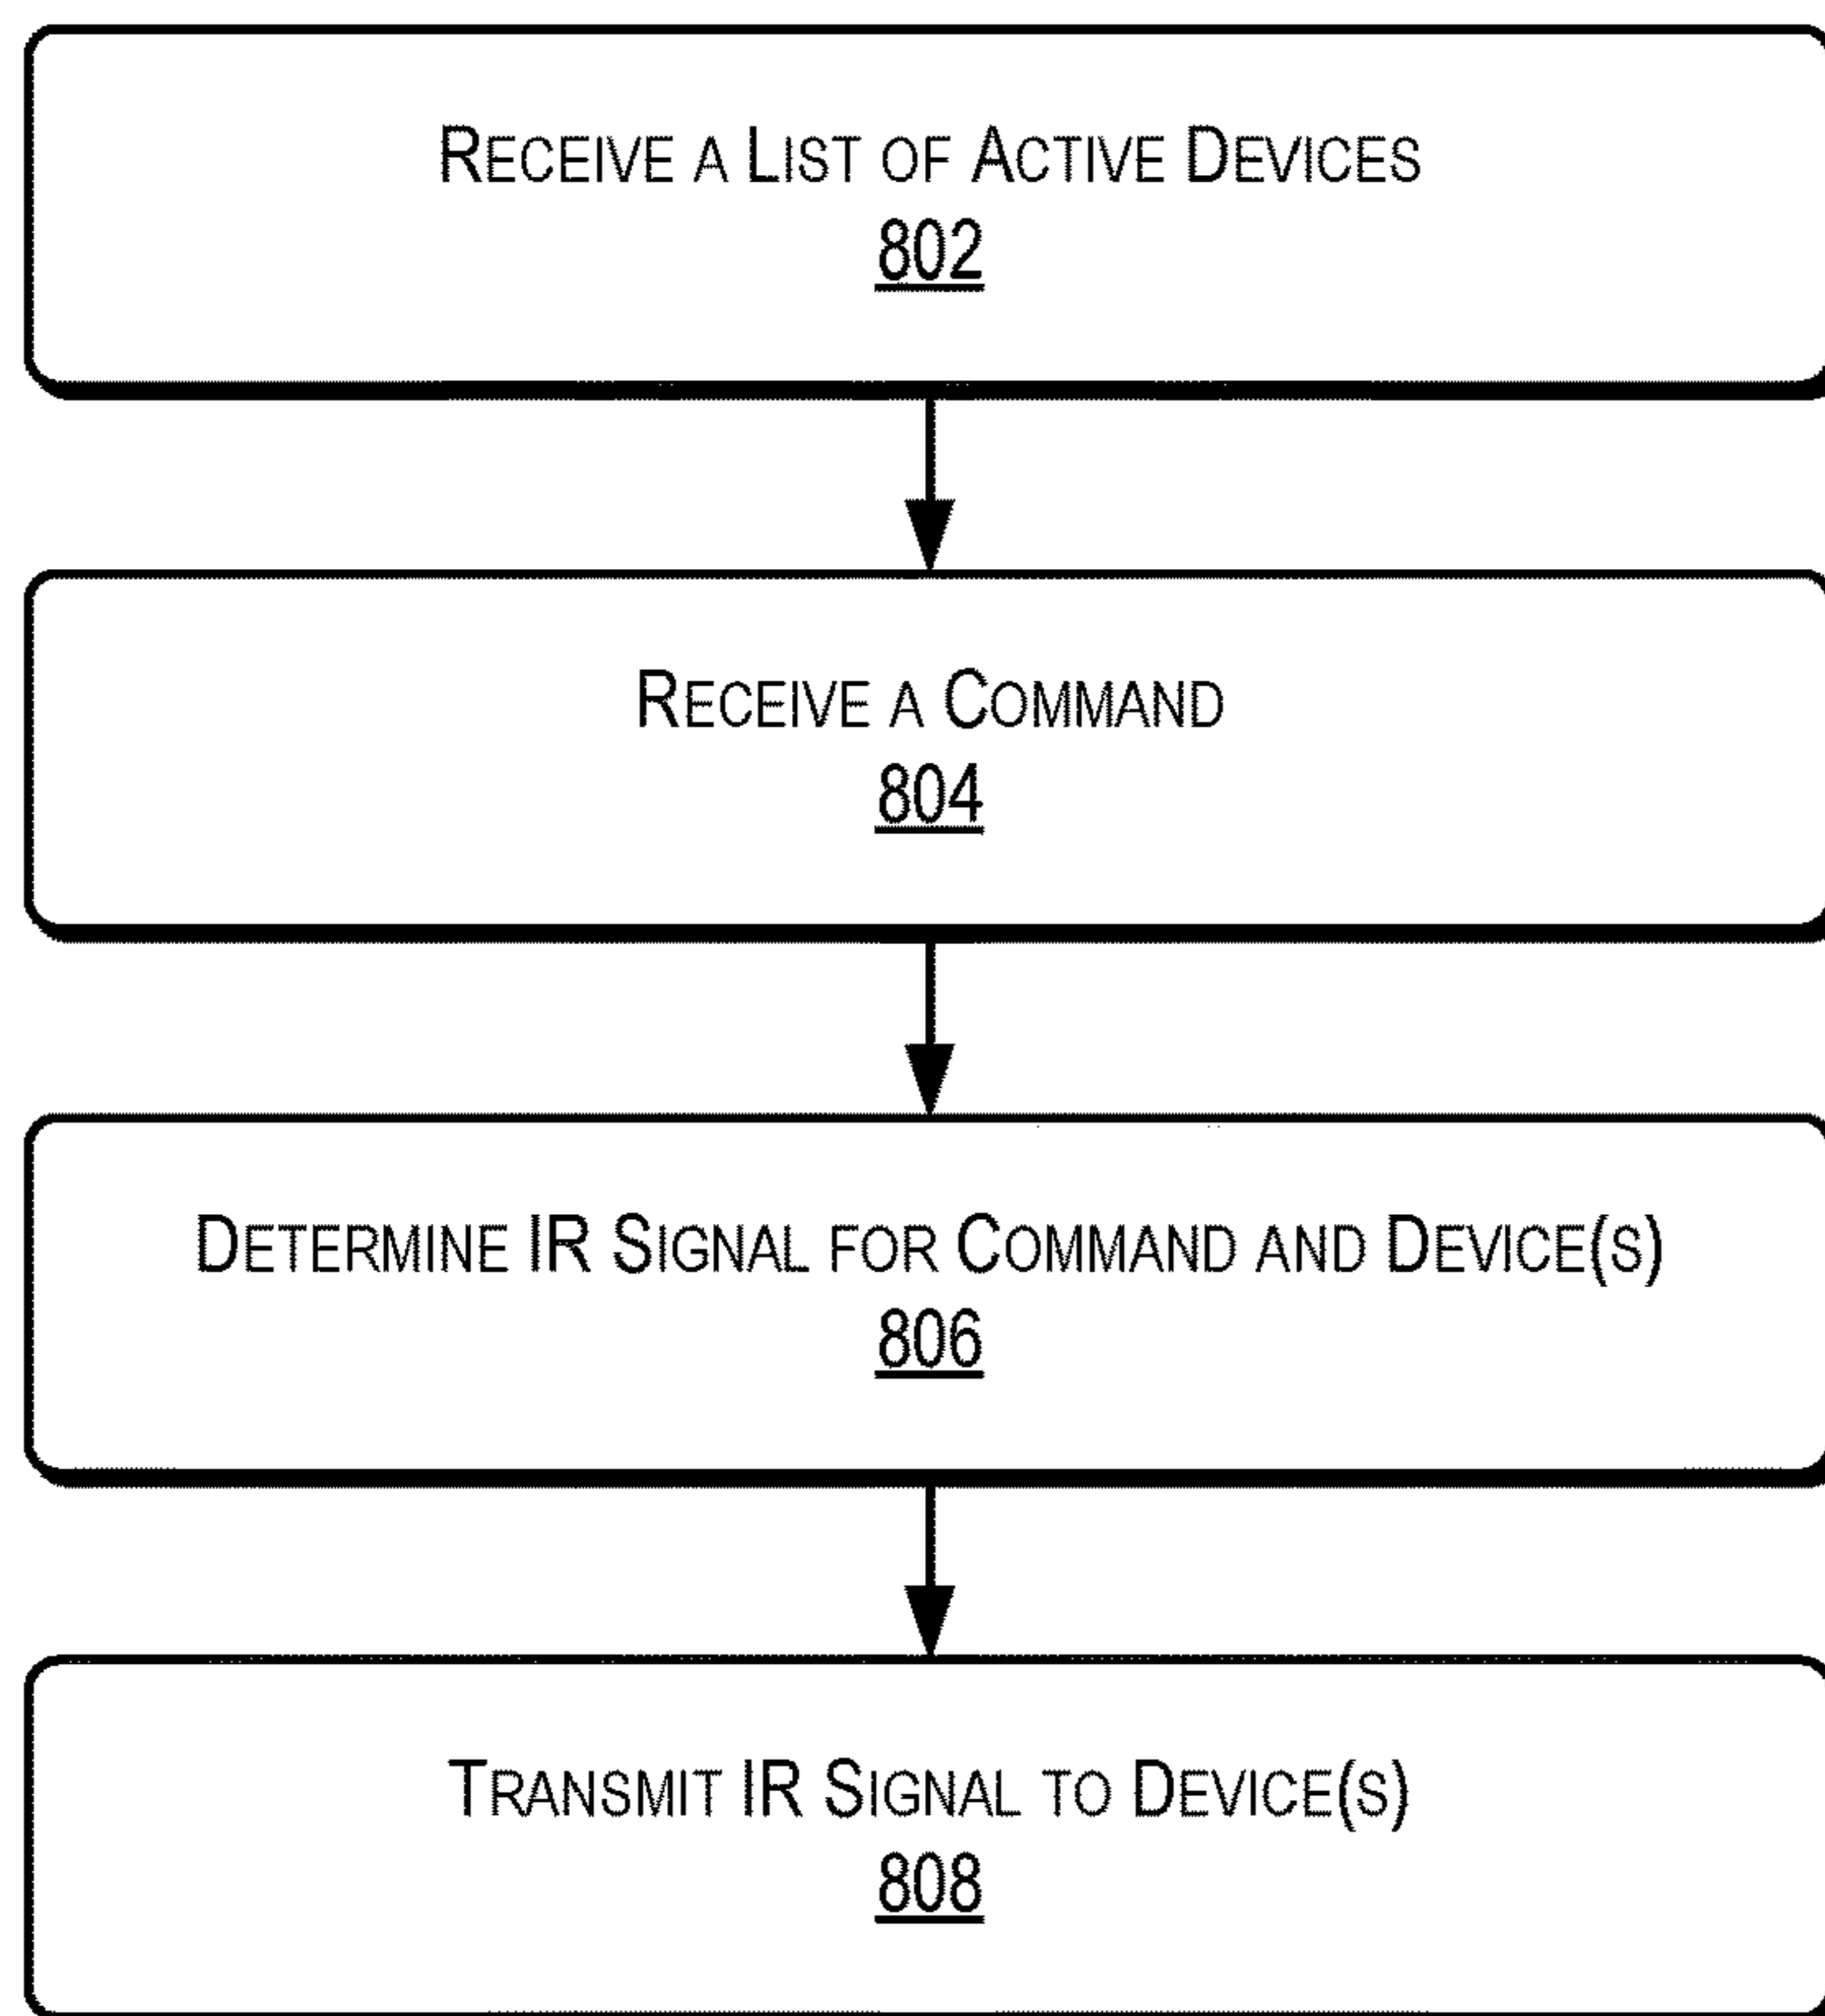 RECEIVE A LIST OF ACTIVE DEVICES
802
RECEIVE A COMMAND
804
DETERMINE IR SIGNAL FOR COMMAND AND DEVICE(S)
806
TRANSMIT IR SIGNAL TO DEVICE(S)
808